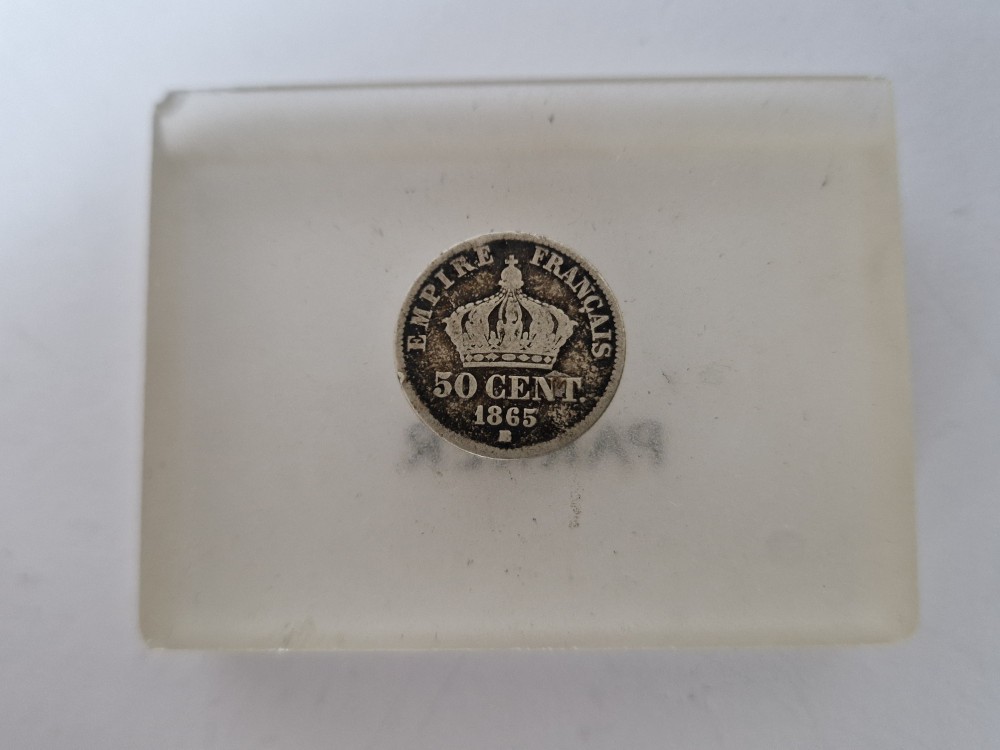 EMPIRE FRANÇAIS
50 CENT.
1865